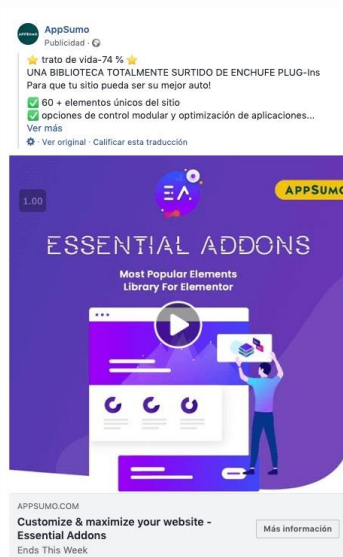 AppSumo
Publicidad ·
⭐ trato de vida-74 % ⭐
UNA BIBLIOTECA TOTALMENTE SURTIDO DE ENCHUFE PLUG-Ins
Para que tu sitio pueda ser su mejor auto!
✅ 60 + elementos únicos del sitio
✅ opciones de control modular y optimización de aplicaciones...
Ver más
· Ver original · Calificar esta traducción
EA
APPSUMO
1.00
ESSENTIAL ADDONS
Most Popular Elements
Library For Elementor
APPSUMO.COM
Customize & maximize your website -
Essential Addons
Ends This Week
Más información